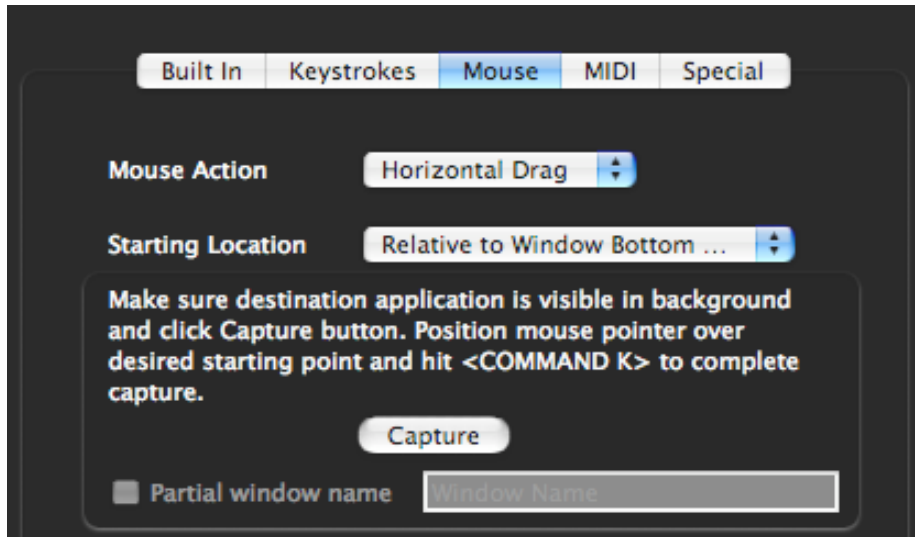 Built In Keystrokes Mouse MIDI Special
Mouse Action Horizontal Drag
Starting Location Relative to Window Bottom ...
Make sure destination application is visible in background
and click Capture button. Position mouse pointer over
desired starting point and hit <COMMAND K> to complete
capture.
Capture
Partial window name Window Name